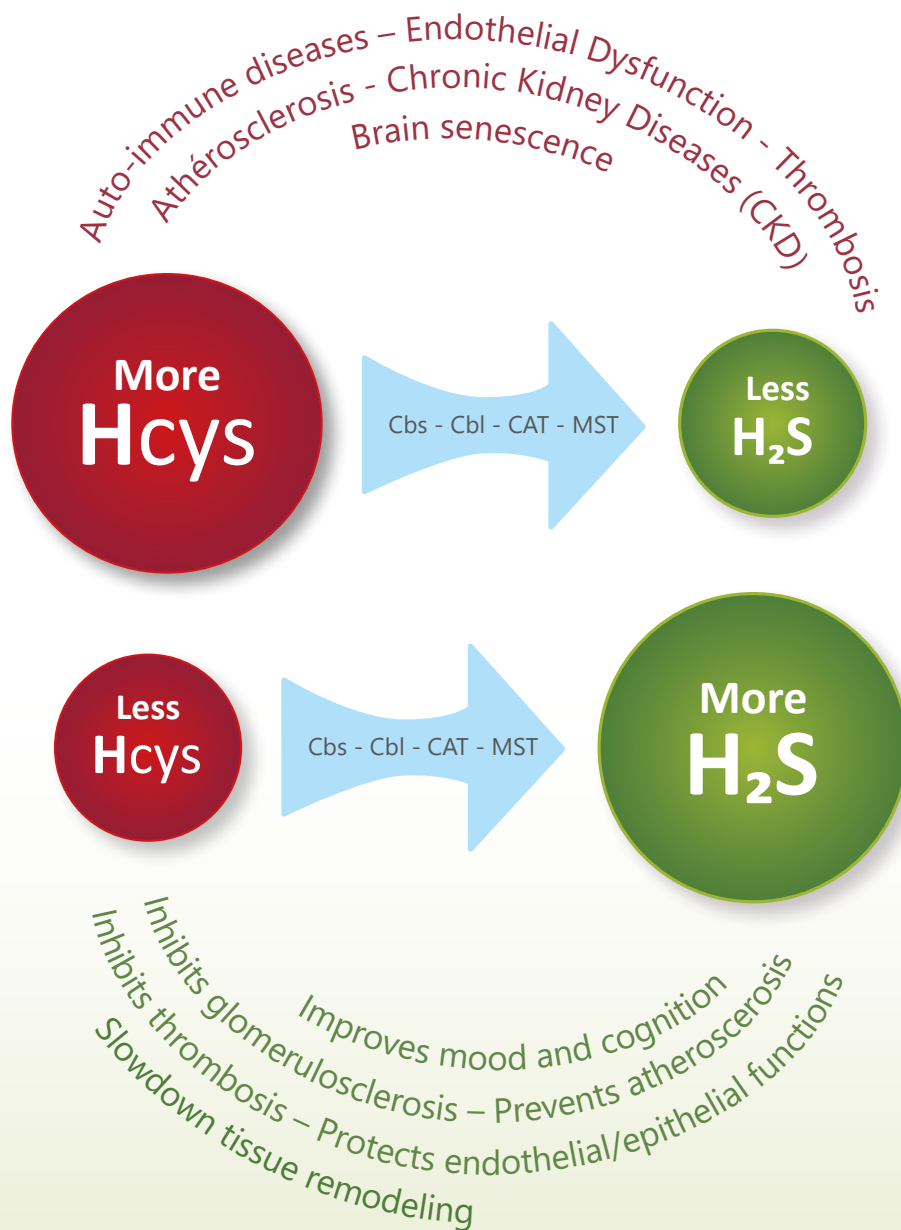 Auto-immune diseases – Endothelial Dysfunction - Thrombosis
Athérosclerosis - Chronic Kidney Diseases (CKD)
Brain senescence
More
Hcys
Cbs - Cbl - CAT - MST
Less
H₂S
Less
Hcys
Cbs - Cbl - CAT - MST
More
H₂S
Improves mood and cognition
Inhibits glomerulosclerosis – Prevents atheroscerosis
Inhibits thrombosis – Protects endothelial/epithelial functions
Slowdown tissue remodeling